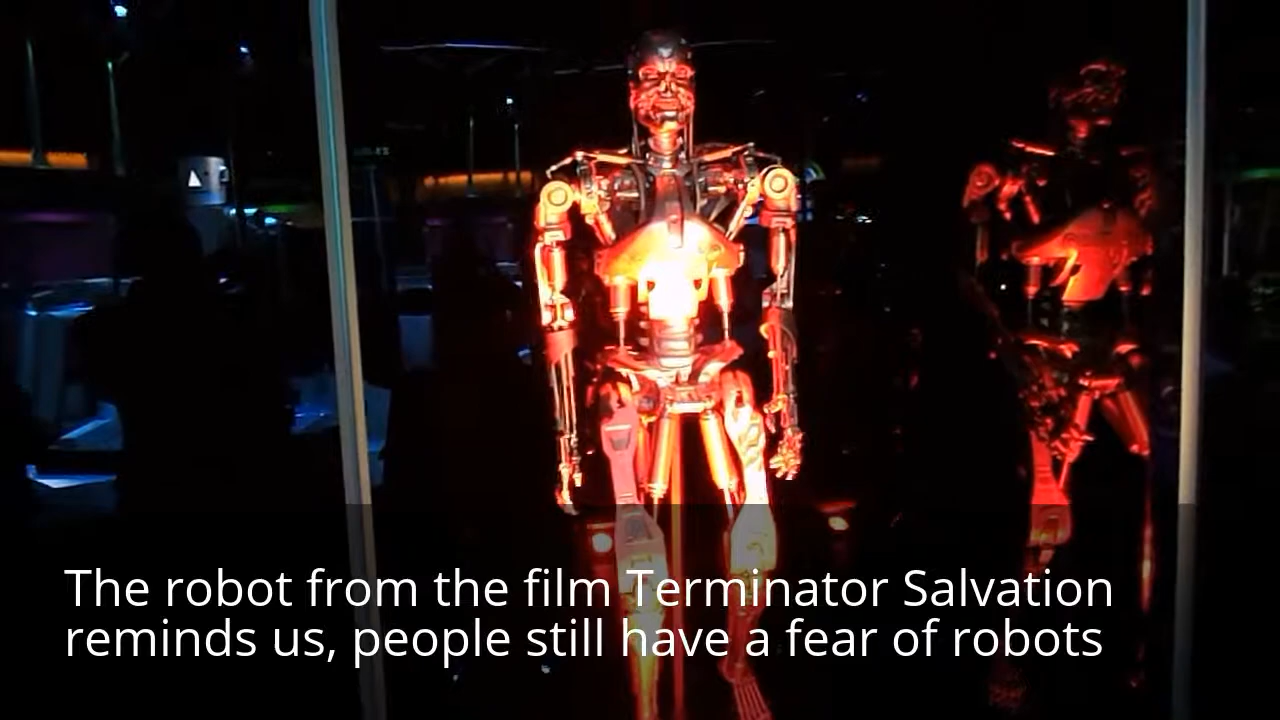 The robot from the film Terminator Salvation
reminds us, people still have a fear of robots